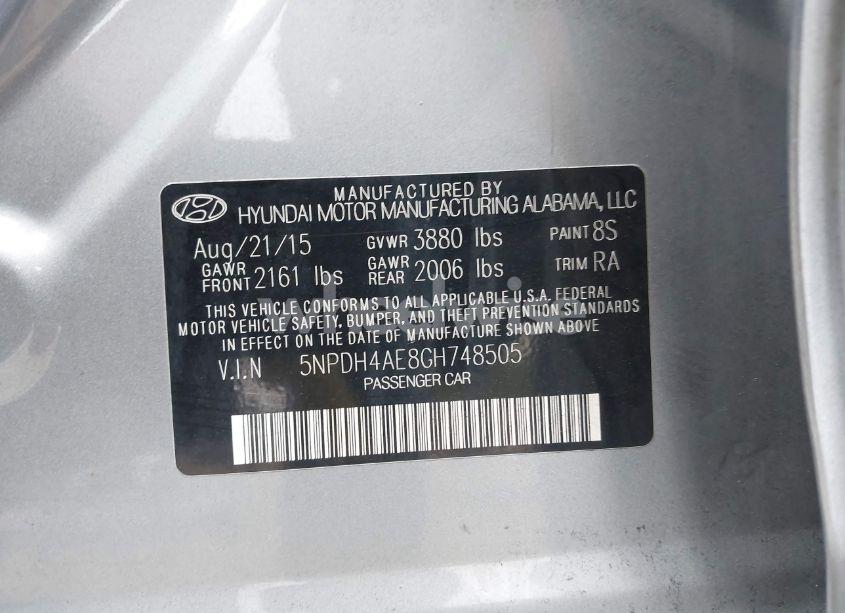 MANUFACTURED BY
HYUNDAI MOTOR MANUFACTURING ALABAMA, LLC
Aug/21/15 GVWR 3880 lbs PAINT 8S
GAWR FRONT 2161 lbs GAWR REAR 2006 lbs TRIM RA
THIS VEHICLE CONFORMS TO ALL APPLICABLE U.S.A. FEDERAL
MOTOR VEHICLE SAFETY, BUMPER, AND THEFT PREVENTION STANDARDS
IN EFFECT ON THE DATE OF MANUFACTURE SHOWN ABOVE
V.I.N 5NPDH4AE8GH748505
PASSENGER CAR